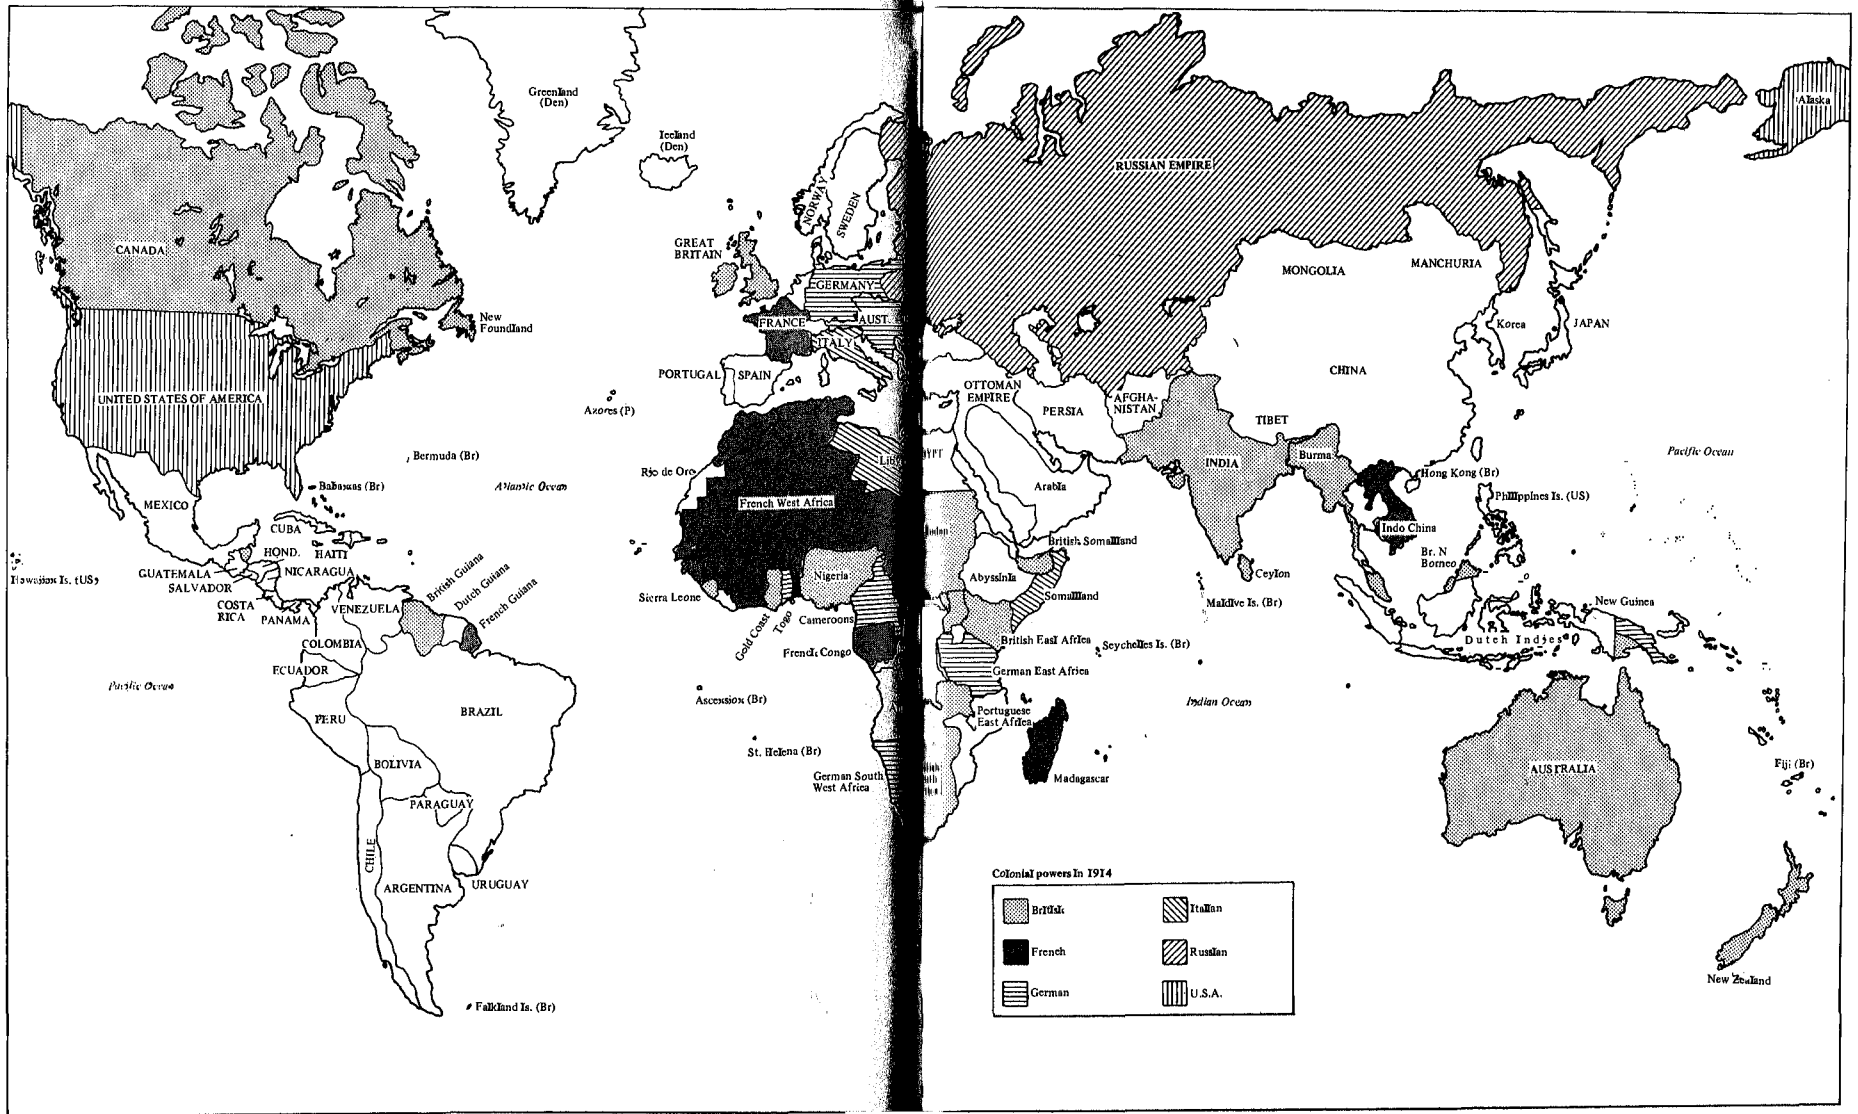 Greenland
(Den)
Iceland
(Den)
Alaska
RUSSIAN EMPIRE
NORWAY
SWEDEN
CANADA
GREAT
BRITAIN
GERMANY
MONGOLIA
MANCHURIA
New
Foundland
FRANCE
AUST
ITALY
Korea
JAPAN
PORTUGAL
SPAIN
CHINA
UNITED STATES OF AMERICA
OTTOMAN
EMPIRE
AFGHA-
NISTAN
PERSIA
Azores (P)
TIBET
Bermuda (Br)
Pacific Ocean
INDIA
Burma
Rio de Oro
Hong Kong (Br)
Bahamas (Br)
Atlantic Ocean
Arabia
Philippines Is. (US)
MEXICO
French West Africa
CUBA
Indo China
HOND.
HAITI
British Somaliland
Br. N
Borneo
Hawaiian Is. (US)
GUATEMALA
NICARAGUA
SALVADOR
British Guiana
Dutch Guiana
French Guiana
Nigeria
Abyssinia
Ceylon
Sierra Leone
Somaliland
Maldive Is. (Br)
New Guinea
COSTA
RICA
PANAMA
VENEZUELA
Gold Coast
Togo
Cameroons
British East Africa
Seychelles Is. (Br)
Dutch Indies
COLOMBIA
French Congo
ECUADOR
German East Africa
Pacific Ocean
Ascension (Br)
Indian Ocean
PERU
BRAZIL
Portuguese
East Africa
St. Helena (Br)
BOLIVIA
German South
West Africa
Madagascar
AUSTRALIA
Fiji (Br)
PARAGUAY
CHILE
ARGENTINA
URUGUAY
Colonial powers in 1914
British
Italian
French
Russian
German
U.S.A.
New Zealand
Falkland Is. (Br)